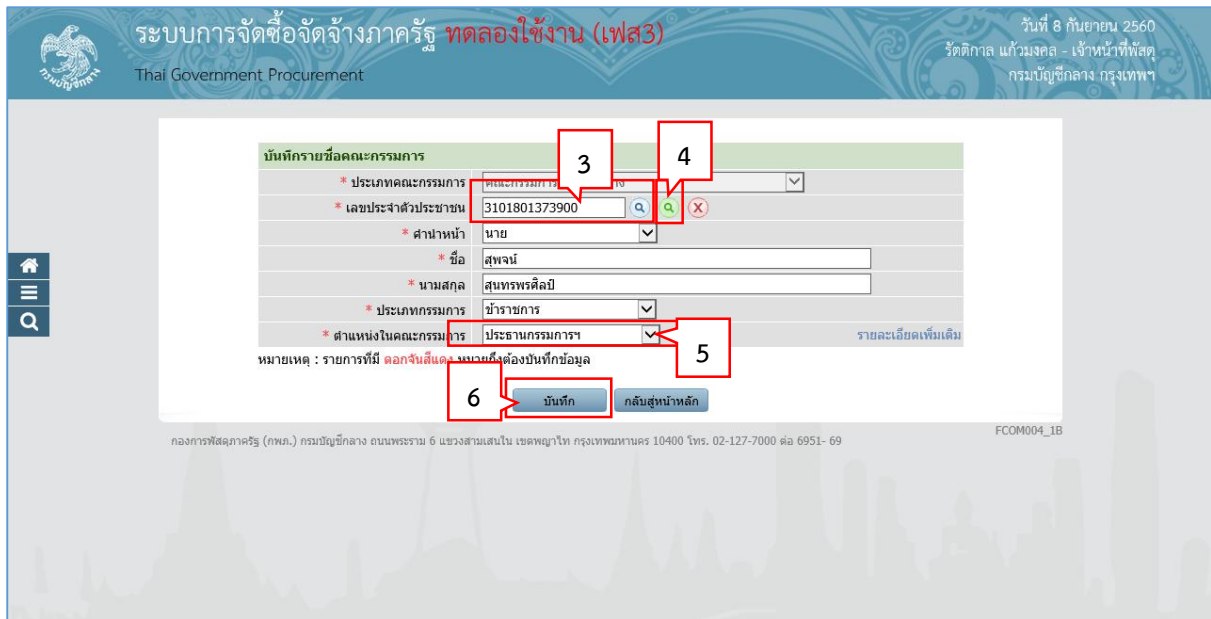 ระบบการจัดซื้อจัดจ้างภาครัฐ ทดลองใช้งาน (เฟส3)
Thai Government Procurement
วันที่ 8 กันยายน 2560
รัตติกาล แก้วมงคล - เจ้าหน้าที่พัสดุ
กรมบัญชีกลาง กรุงเทพฯ
บันทึกรายชื่อคณะกรรมการ
3
4
* ประเภทคณะกรรมการ
* เลขประจำตัวประชาชน 3101801373900
* คำนำหน้า นาย
* ชื่อ สุพจน์
* นามสกุล สุนทรพรศิลป์
* ประเภทกรรมการ ข้าราชการ
* ตำแหน่งในคณะกรรมการ ประธานกรรมการฯ รายละเอียดเพิ่มเติม
5
หมายเหตุ : รายการที่มี ดอกจันสีแดง หมายถึงต้องบันทึกข้อมูล
6
บันทึก กลับสู่หน้าหลัก
กองการพัสดุภาครัฐ (กพภ.) กรมบัญชีกลาง ถนนพระราม 6 แขวงสามเสนใน เขตพญาไท กรุงเทพมหานคร 10400 โทร. 02-127-7000 ต่อ 6951- 69
FCOM004_1B